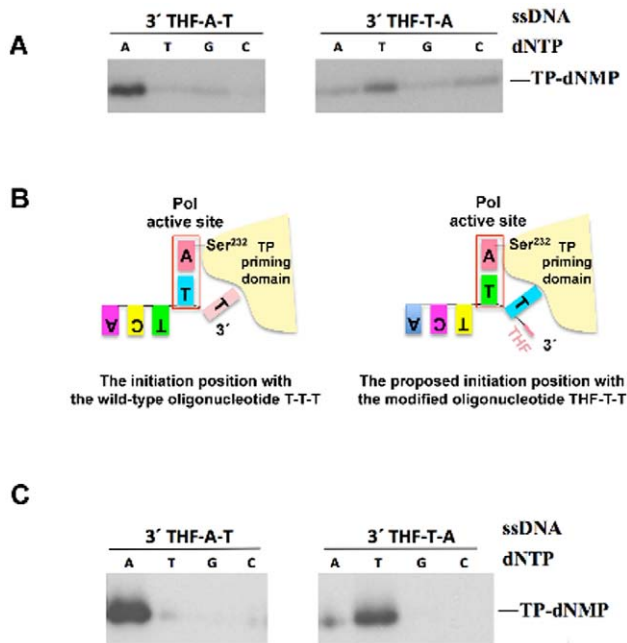 3´ THF-A-T 3´ THF-T-A ssDNA
A
A T G C A T G C dNTP
—TP-dNMP
B
Pol active site Pol active site
Ser232 TP priming domain Ser232 TP priming domain
A A
T T T T
A C T A C T T
THF
3´ 3´
The initiation position with The proposed initiation position with
the wild-type oligonucleotide T-T-T the modified oligonucleotide THF-T-T
C
3´ THF-A-T 3´ THF-T-A ssDNA
A T G C A T G C dNTP
—TP-dNMP